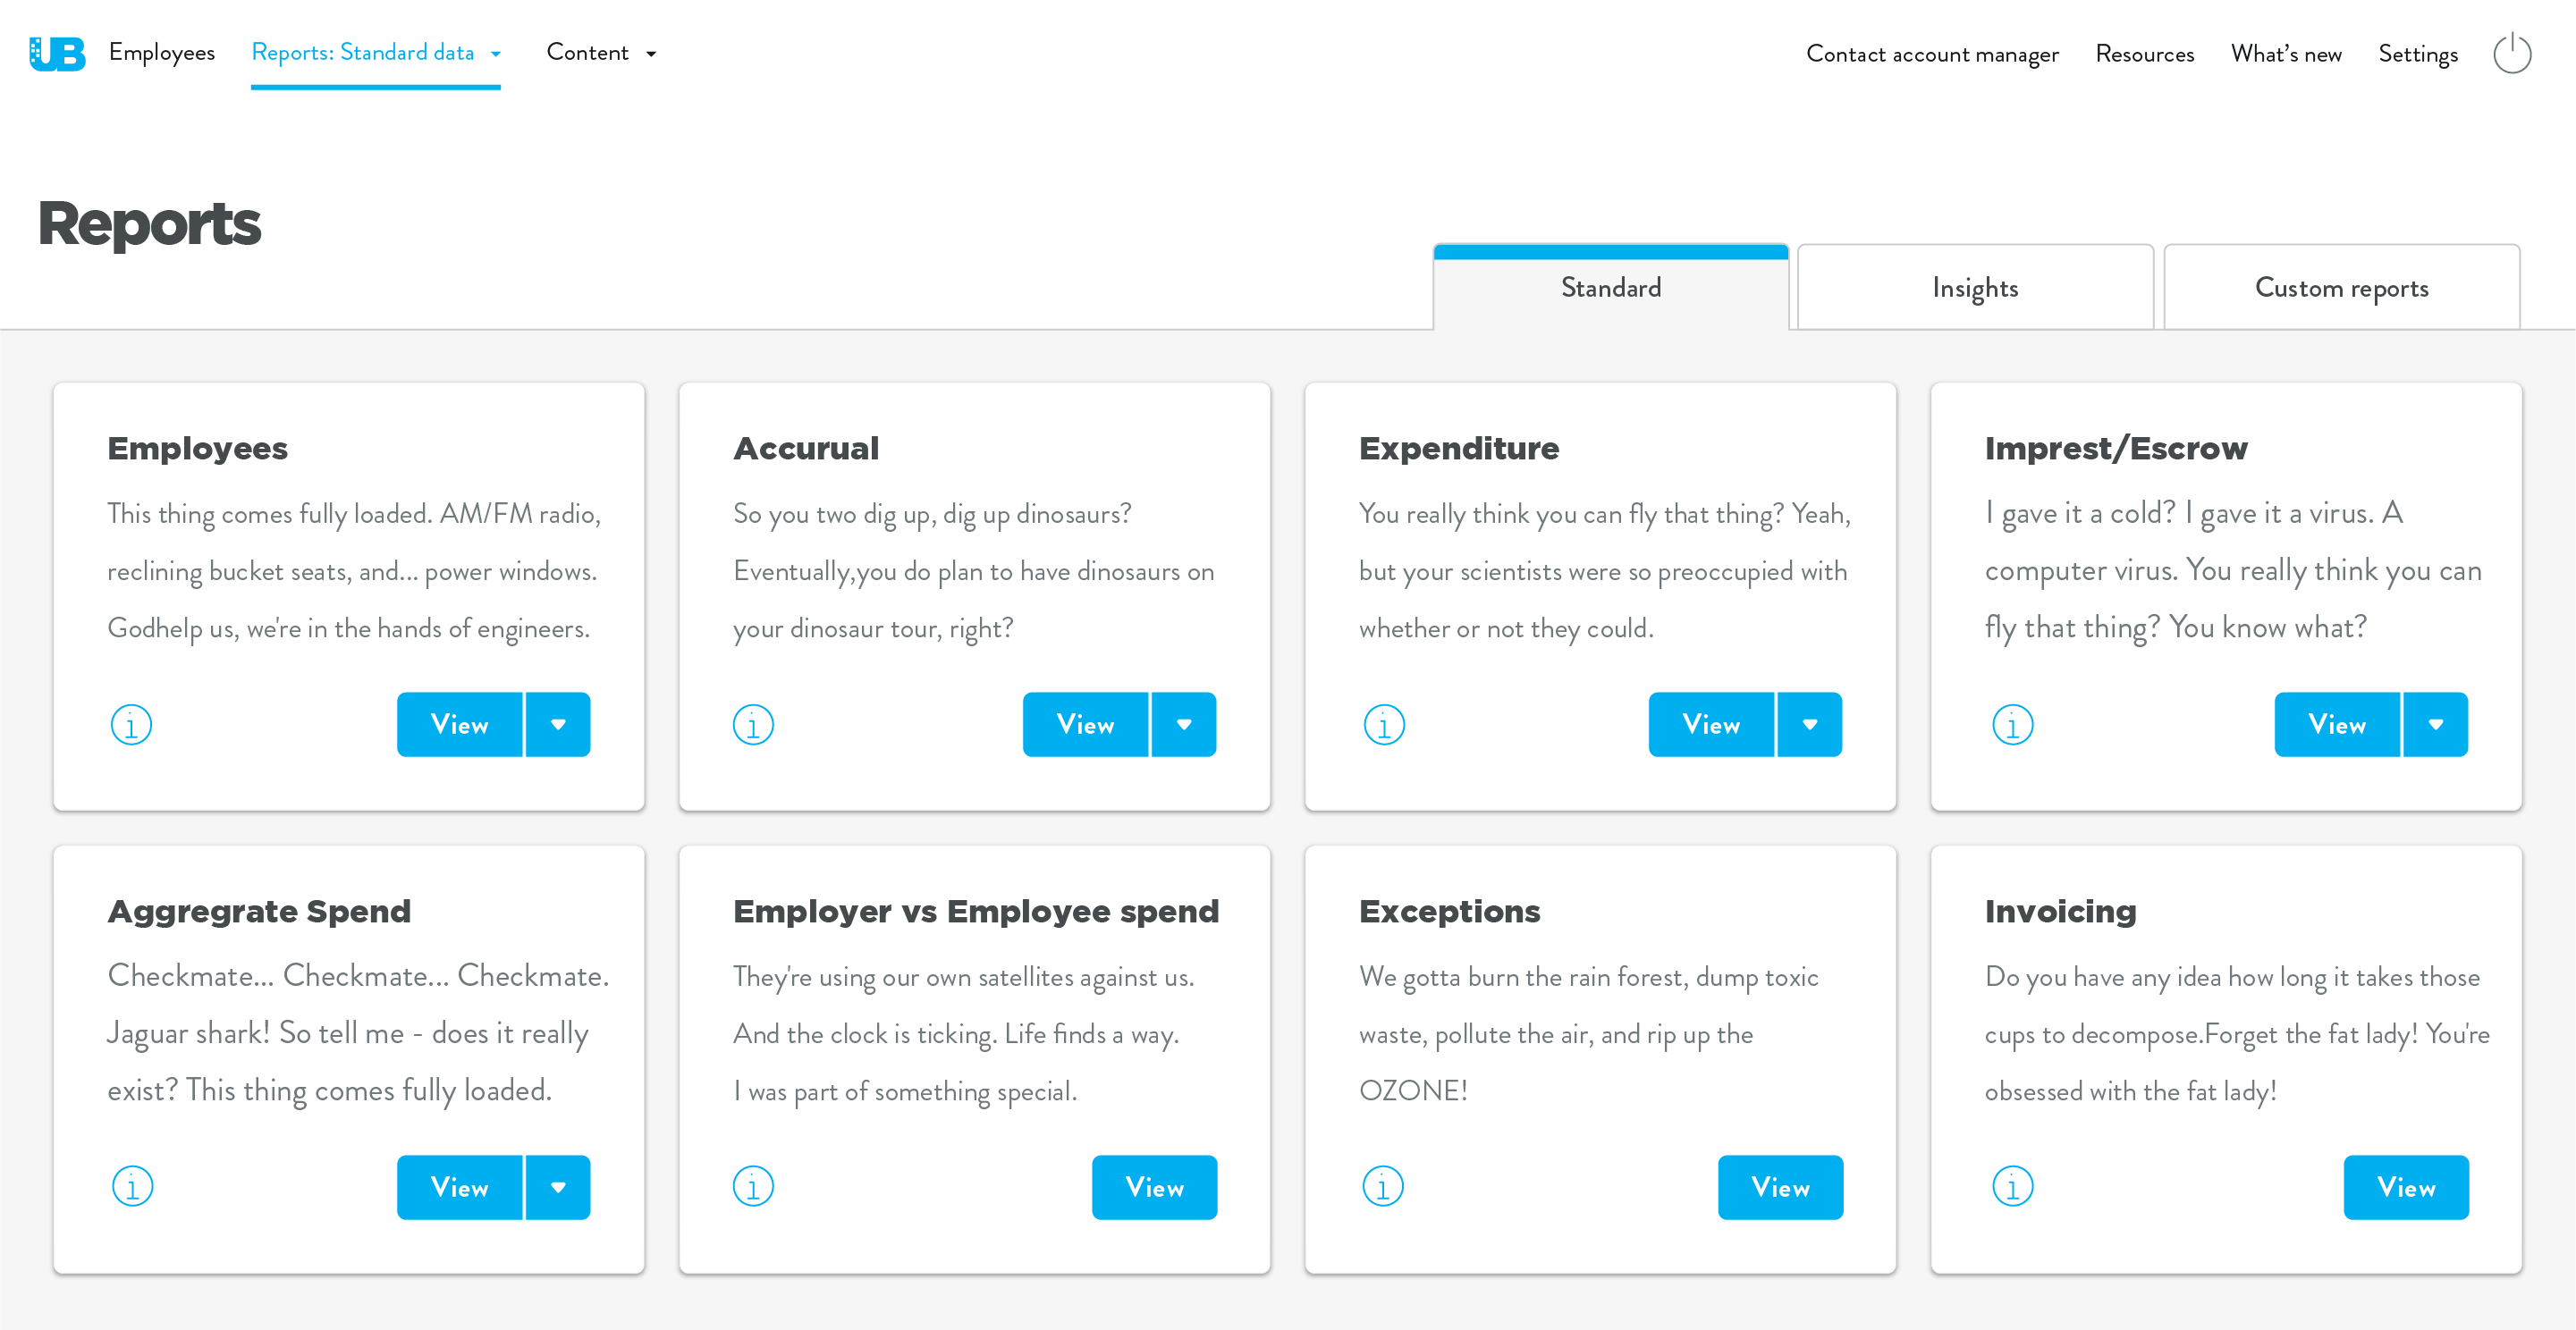 UB Employees Reports: Standard data Content Contact account manager Resources What's new Settings
Reports
Standard Insights Custom reports
Employees
This thing comes fully loaded. AM/FM radio,
reclining bucket seats, and... power windows.
Godhelp us, we're in the hands of engineers.
View
Accurual
So you two dig up, dig up dinosaurs?
Eventually,you do plan to have dinosaurs on
your dinosaur tour, right?
View
Expenditure
You really think you can fly that thing? Yeah,
but your scientists were so preoccupied with
whether or not they could.
View
Imprest/Escrow
I gave it a cold? I gave it a virus. A
computer virus. You really think you can
fly that thing? You know what?
View
Aggregrate Spend
Checkmate... Checkmate... Checkmate.
Jaguar shark! So tell me - does it really
exist? This thing comes fully loaded.
View
Employer vs Employee spend
They're using our own satellites against us.
And the clock is ticking. Life finds a way.
I was part of something special.
View
Exceptions
We gotta burn the rain forest, dump toxic
waste, pollute the air, and rip up the
OZONE!
View
Invoicing
Do you have any idea how long it takes those
cups to decompose.Forget the fat lady! You're
obsessed with the fat lady!
View